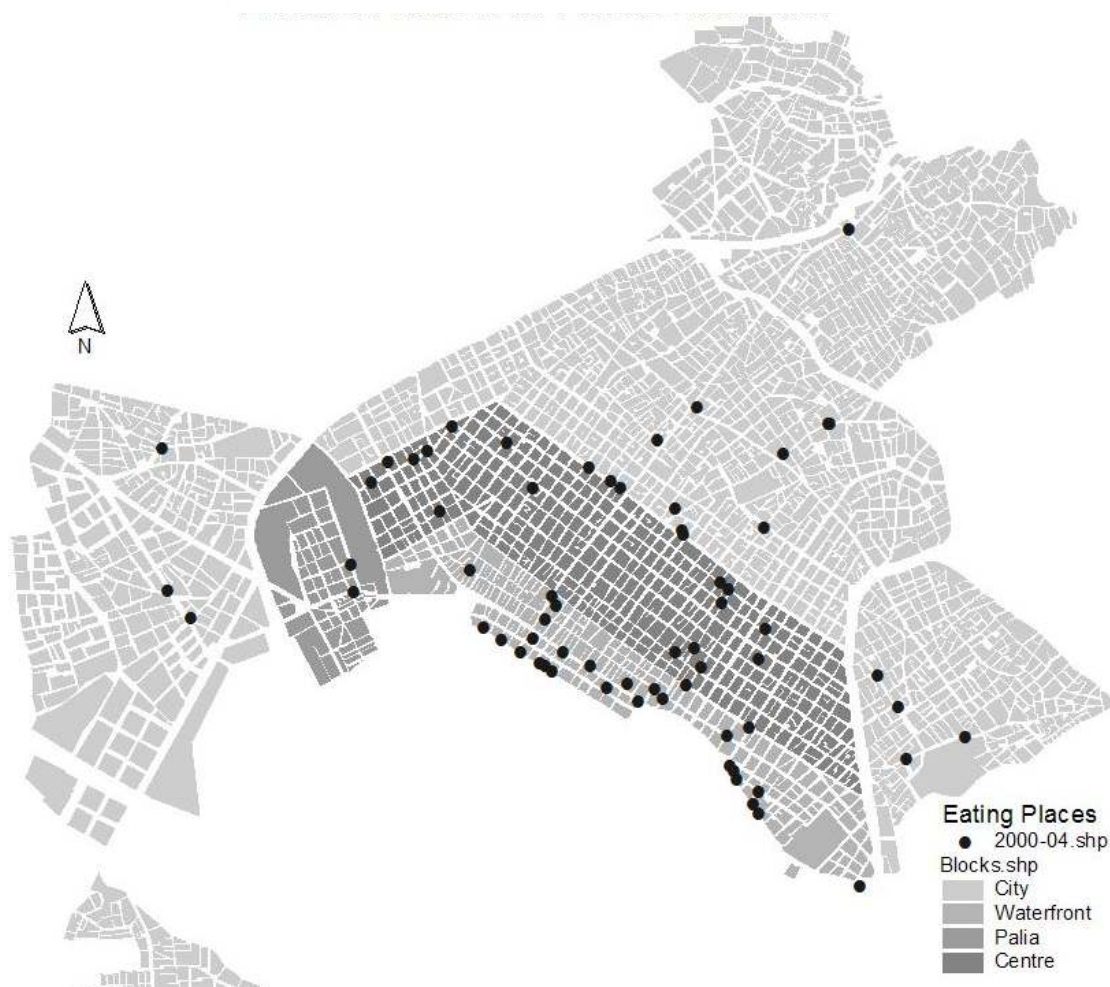 N
Eating Places
2000-04.shp
Blocks.shp
City
Waterfront
Palia
Centre